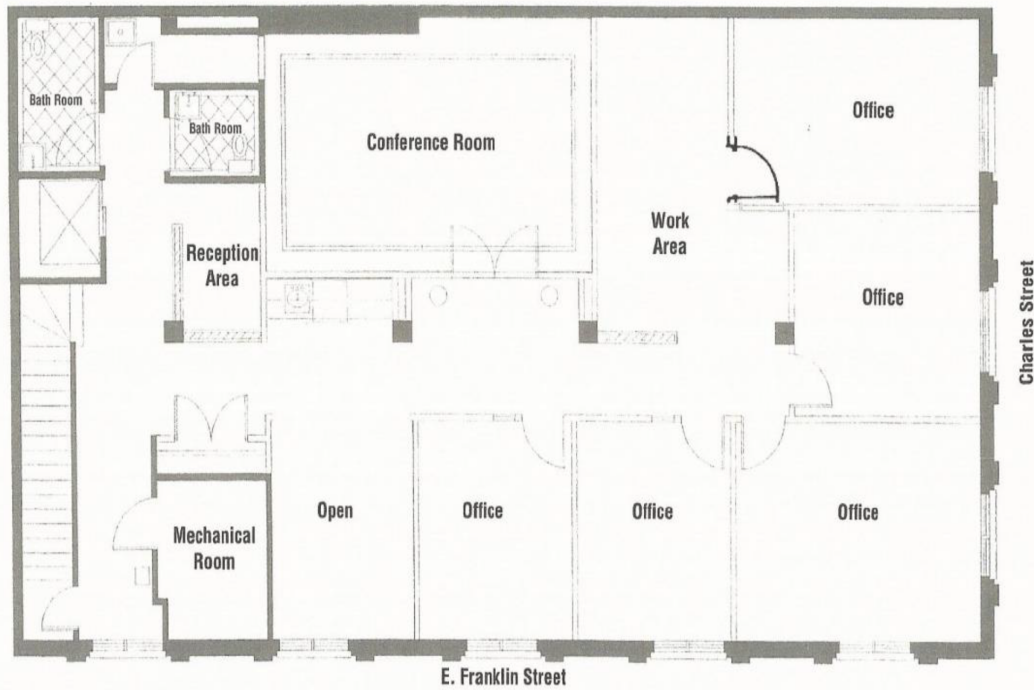 Bath Room
Bath Room
Conference Room
Office
Reception
Area
Work
Area
Office
Charles Street
Mechanical
Room
Open
Office
Office
Office
E. Franklin Street